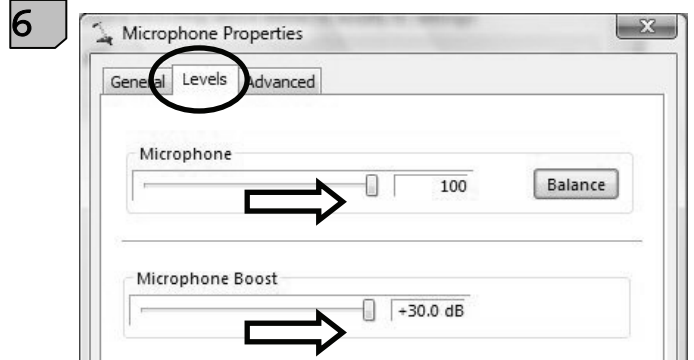 6
Microphone Properties
X
General Levels Advanced
Microphone
100 Balance
Microphone Boost
+30.0 dB